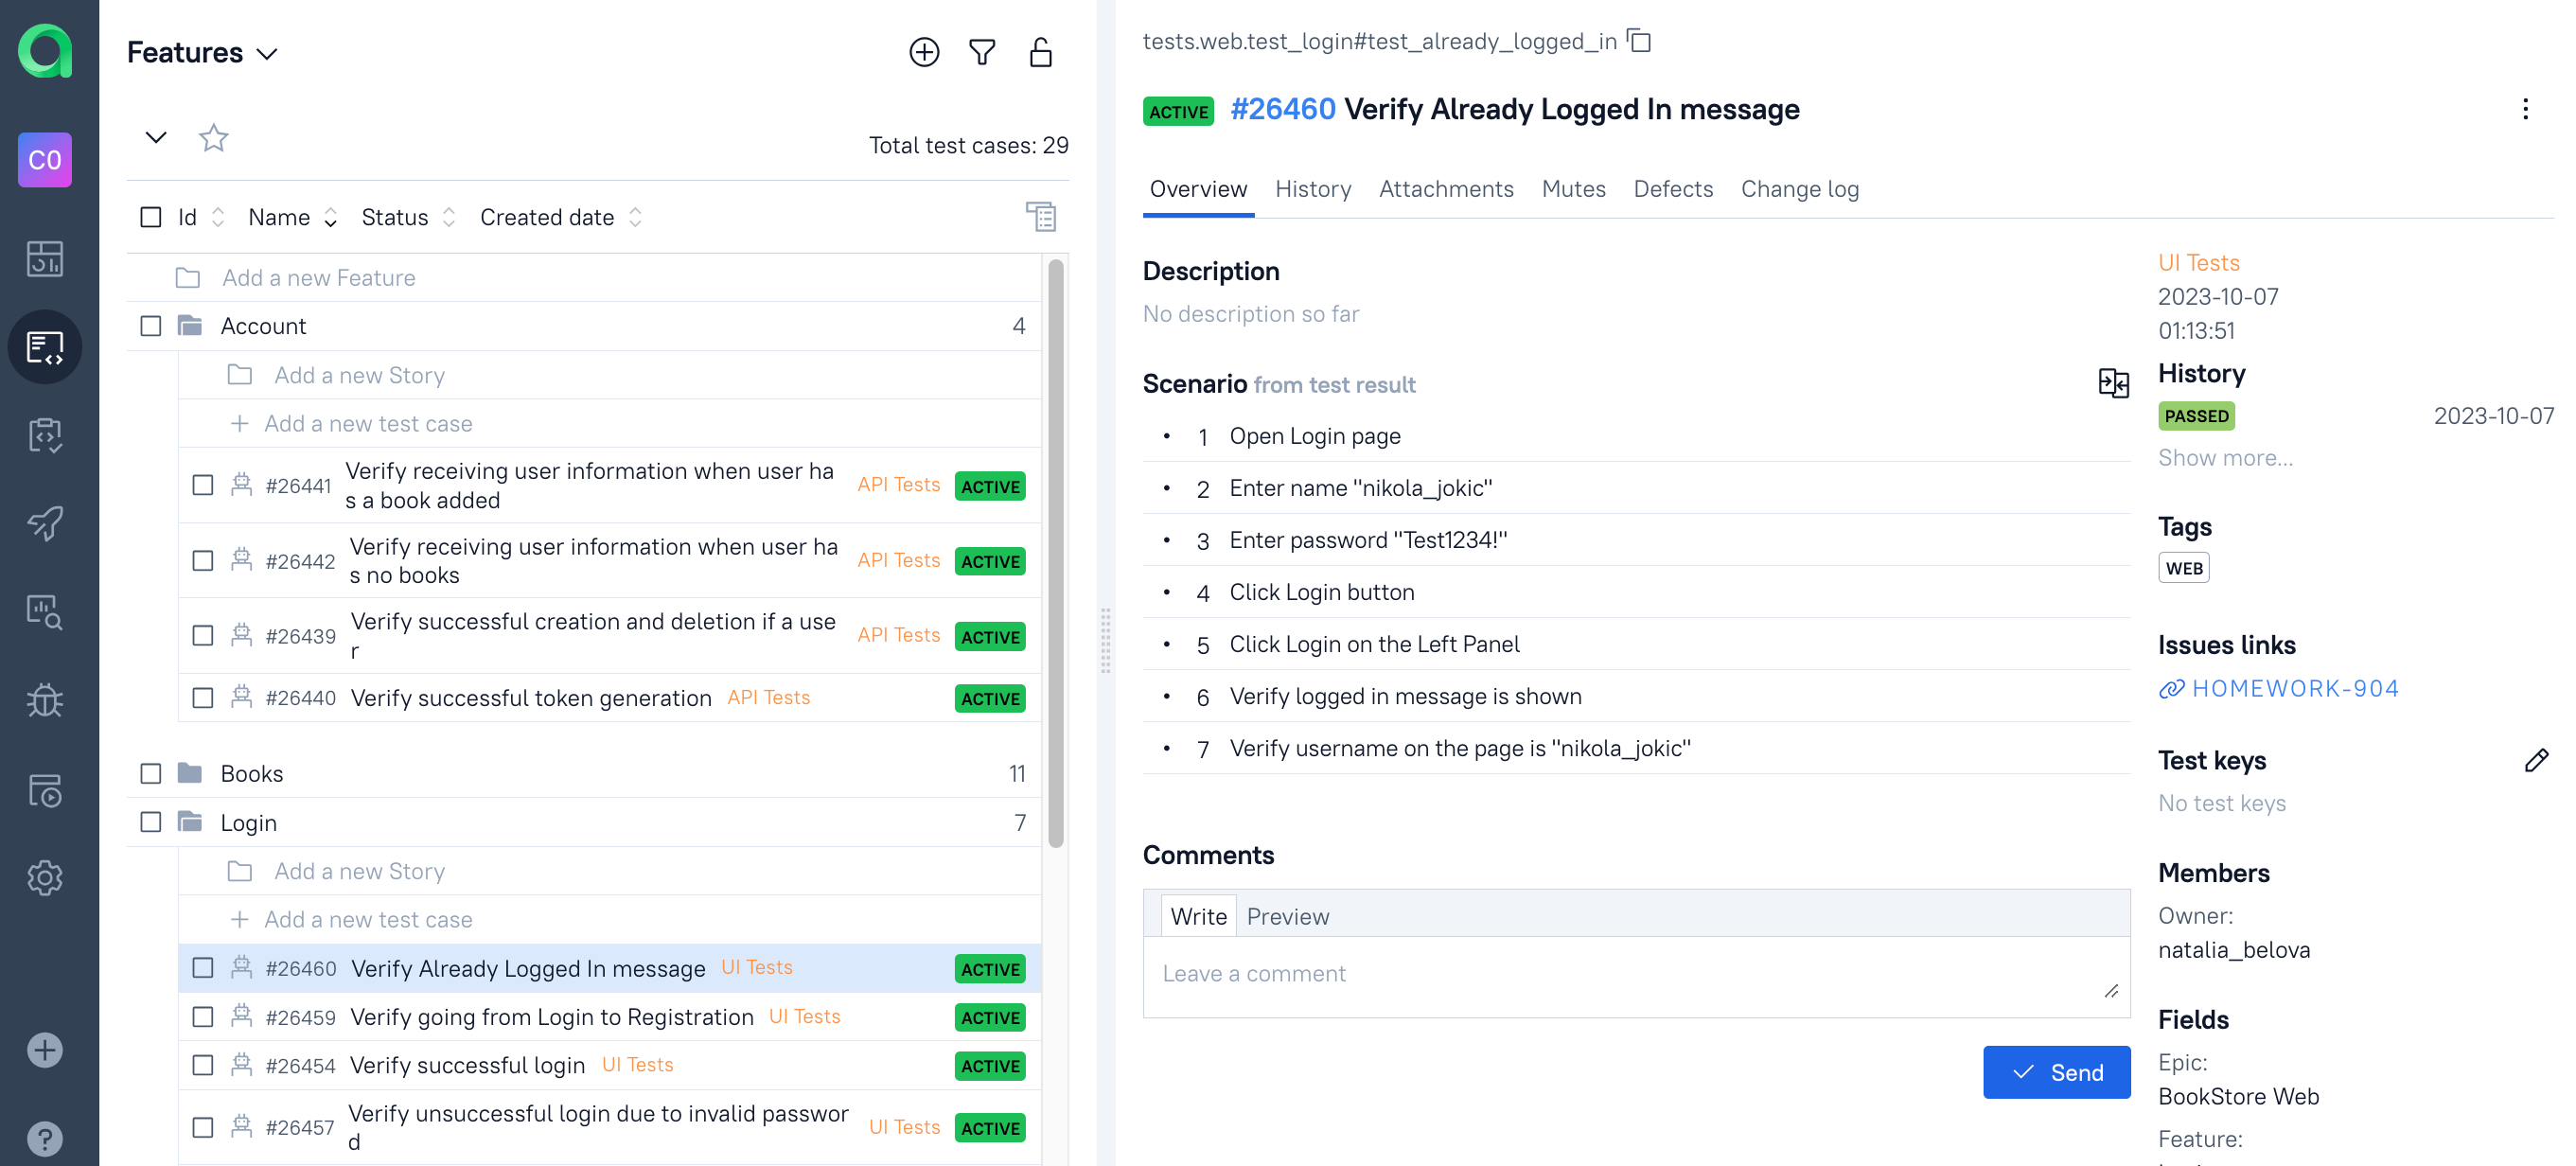 C0
Features
Total test cases: 29
Id Name Status Created date
Add a new Feature
Account 4
Add a new Story
Add a new test case
#26441 Verify receiving user information when user ha
s a book added API Tests ACTIVE
#26442 Verify receiving user information when user ha
s no books API Tests ACTIVE
#26439 Verify successful creation and deletion if a use
r API Tests ACTIVE
#26440 Verify successful token generation API Tests ACTIVE
Books 11
Login 7
Add a new Story
Add a new test case
#26460 Verify Already Logged In message UI Tests ACTIVE
#26459 Verify going from Login to Registration UI Tests ACTIVE
#26454 Verify successful login UI Tests ACTIVE
#26457 Verify unsuccessful login due to invalid passwor
d UI Tests ACTIVE
tests.web.test_login#test_already_logged_in
ACTIVE #26460 Verify Already Logged In message
Overview History Attachments Mutes Defects Change log
Description
No description so far
Scenario from test result
1 Open Login page
2 Enter name "nikola_jokic"
3 Enter password "Test1234!"
4 Click Login button
5 Click Login on the Left Panel
6 Verify logged in message is shown
7 Verify username on the page is "nikola_jokic"
Comments
Write Preview
Leave a comment
Send
UI Tests
2023-10-07
01:13:51
History
PASSED 2023-10-07
Show more...
Tags
WEB
Issues links
HOMEWORK-904
Test keys
No test keys
Members
Owner:
natalia_belova
Fields
Epic:
BookStore Web
Feature: